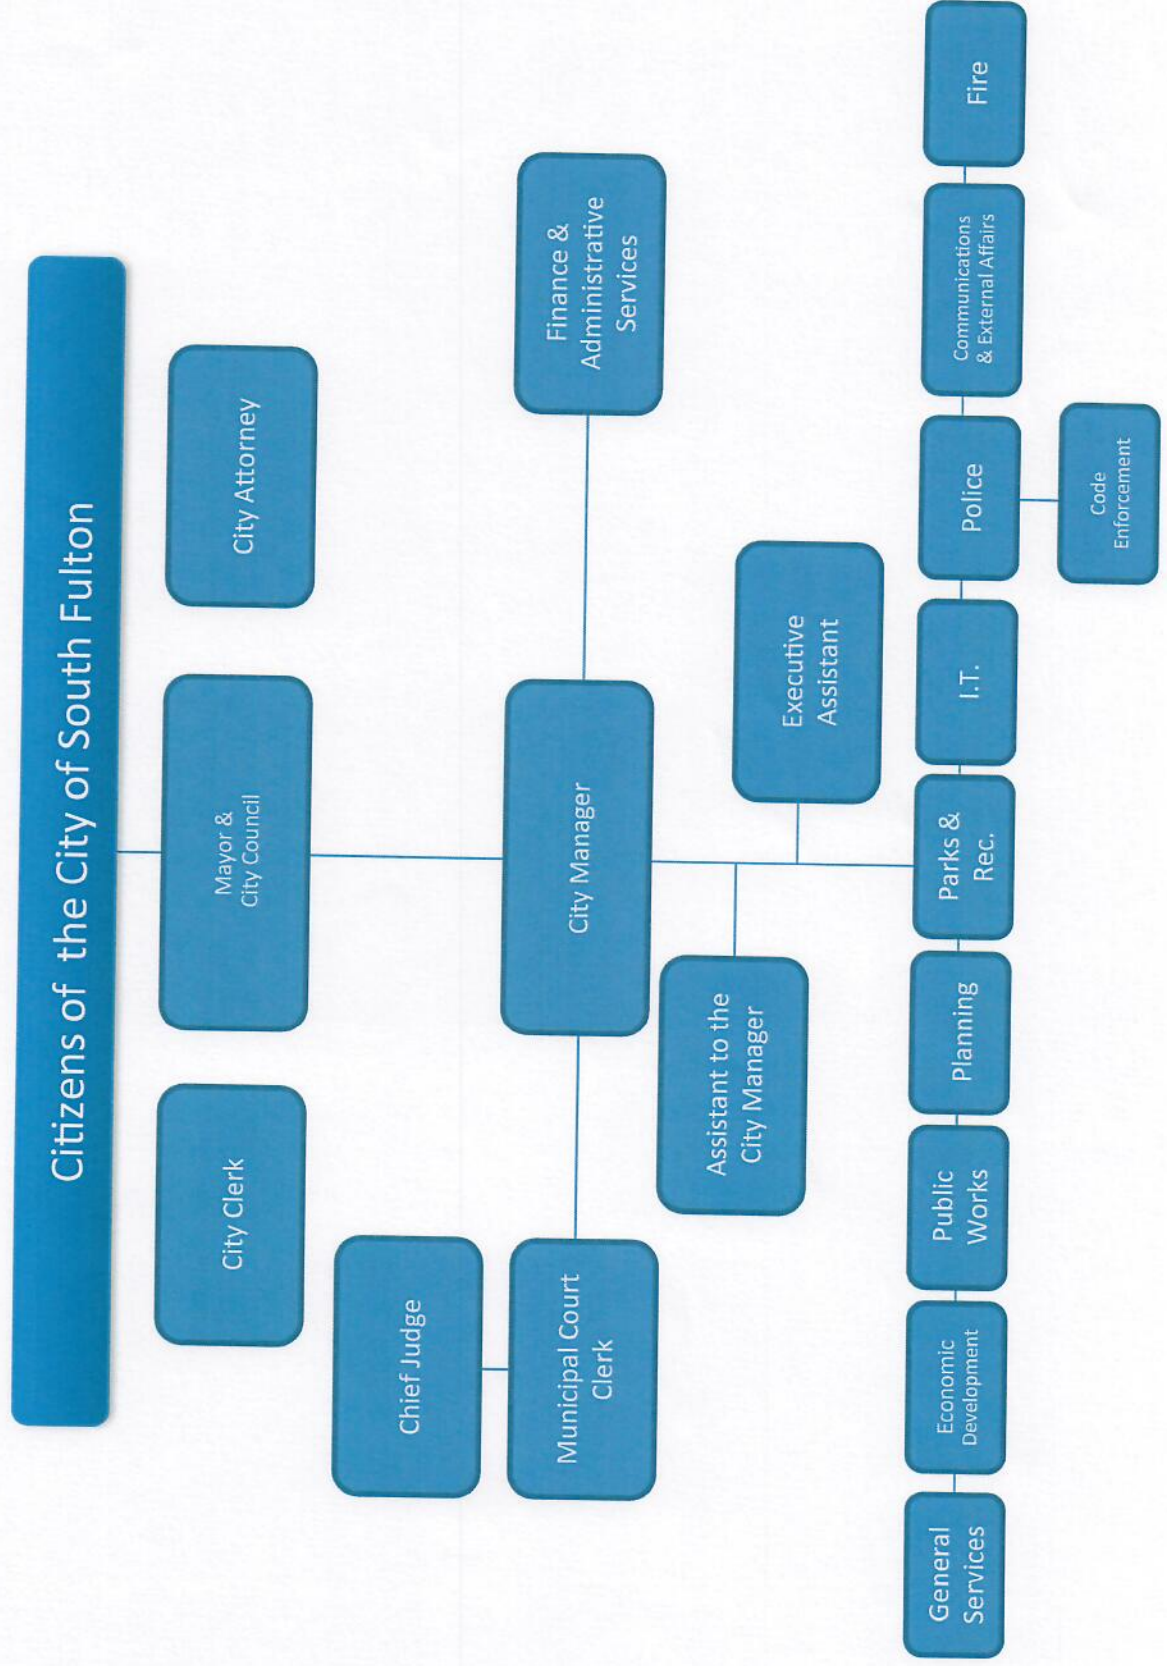 Citizens of the City of South Fulton
City Clerk
Mayor &
City Council
City Attorney
Chief Judge
Municipal Court
Clerk
City Manager
Finance &
Administrative
Services
Assistant to the
City Manager
Executive
Assistant
General
Services
Economic
Development
Public
Works
Planning
Parks &
Rec.
I.T.
Police
Communications
& External Affairs
Fire
Code
Enforcement